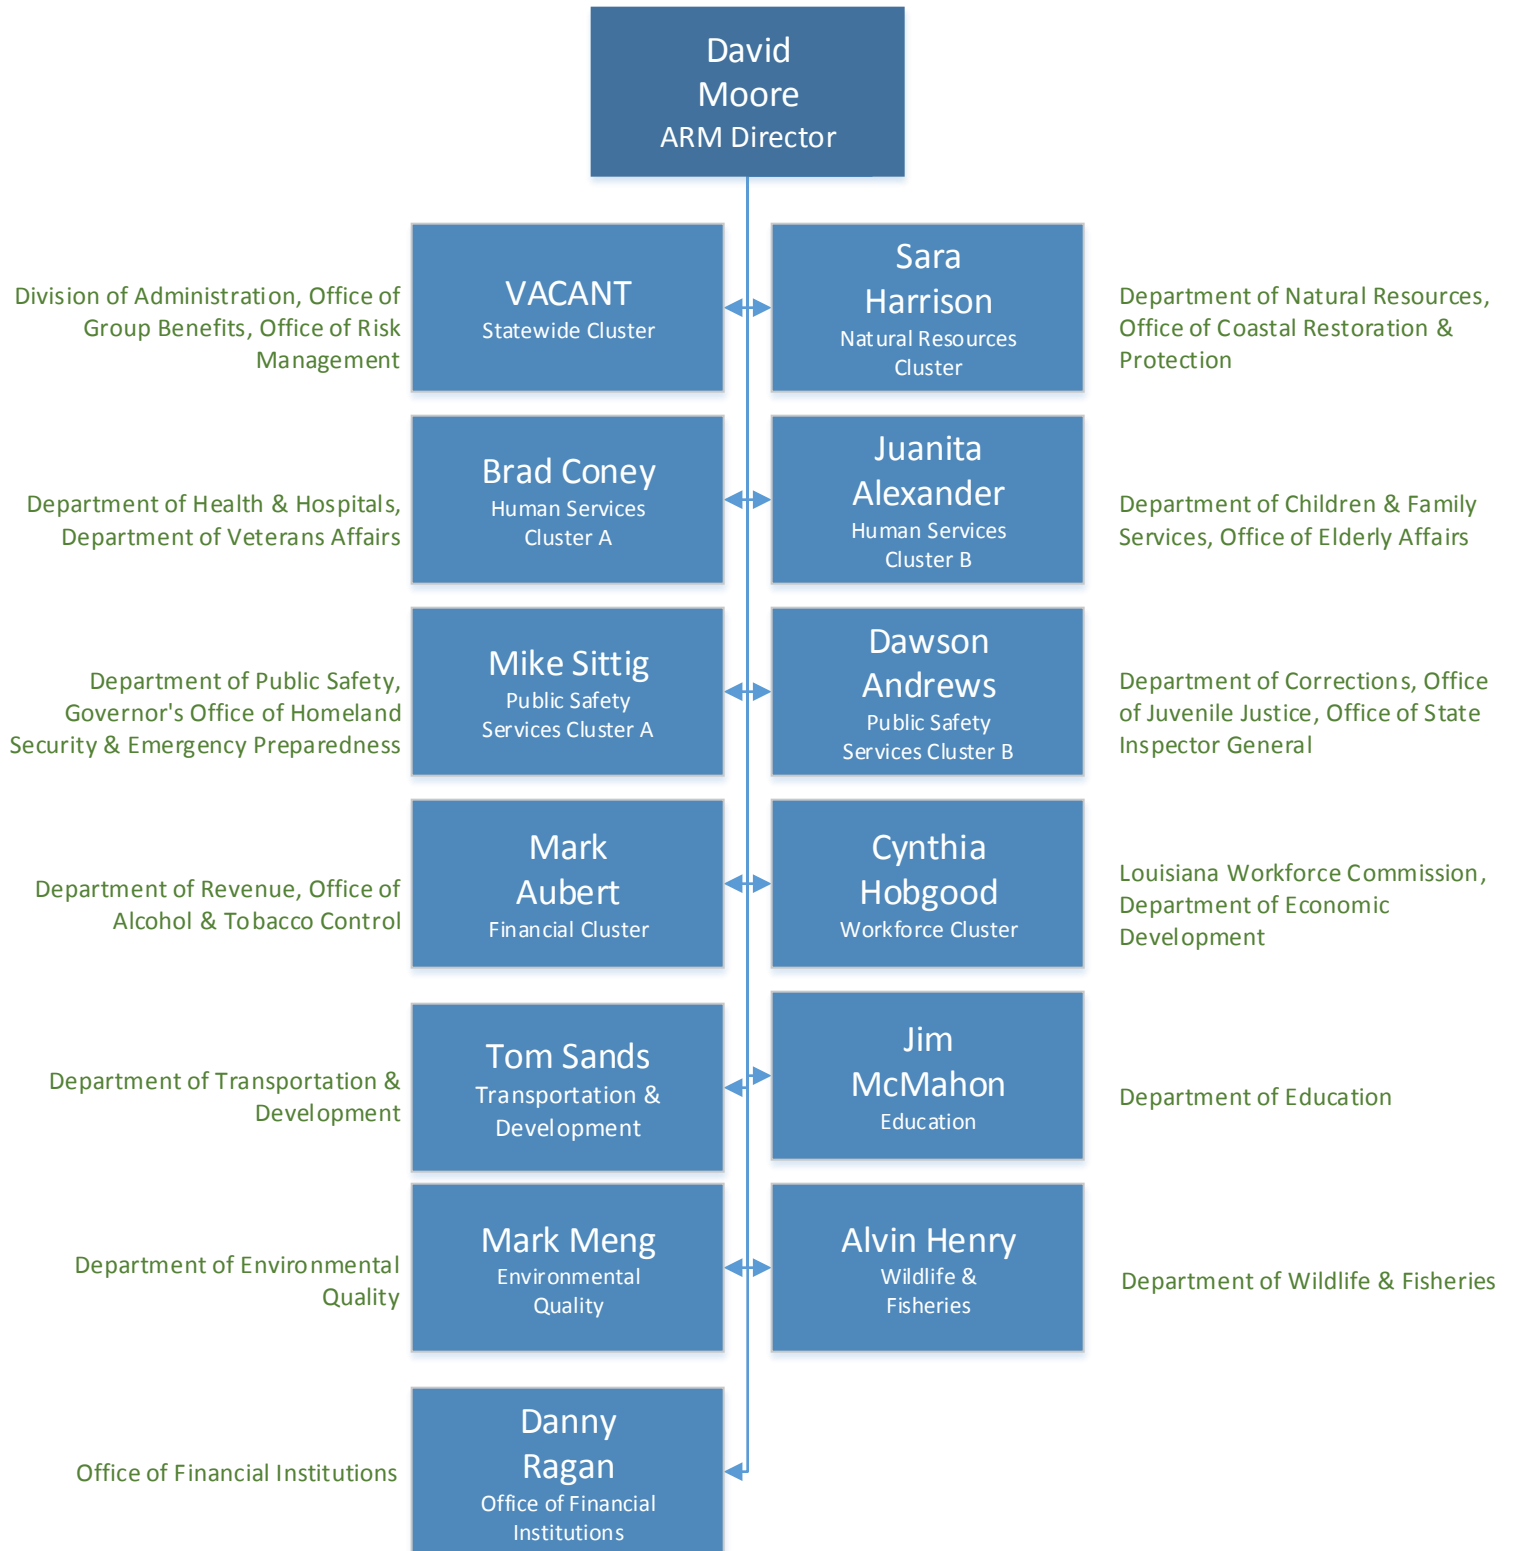 David
Moore
ARM Director
Division of Administration, Office of
Group Benefits, Office of Risk
Management
VACANT
Statewide Cluster
Sara
Harrison
Natural Resources
Cluster
Department of Natural Resources,
Office of Coastal Restoration &
Protection
Department of Health & Hospitals,
Department of Veterans Affairs
Brad Coney
Human Services
Cluster A
Juanita
Alexander
Human Services
Cluster B
Department of Children & Family
Services, Office of Elderly Affairs
Department of Public Safety,
Governor's Office of Homeland
Security & Emergency Preparedness
Mike Sittig
Public Safety
Services Cluster A
Dawson
Andrews
Public Safety
Services Cluster B
Department of Corrections, Office
of Juvenile Justice, Office of State
Inspector General
Department of Revenue, Office of
Alcohol & Tobacco Control
Mark
Aubert
Financial Cluster
Cynthia
Hobgood
Workforce Cluster
Louisiana Workforce Commission,
Department of Economic
Development
Department of Transportation &
Development
Tom Sands
Transportation &
Development
Jim
McMahon
Education
Department of Education
Department of Environmental
Quality
Mark Meng
Environmental
Quality
Alvin Henry
Wildlife &
Fisheries
Department of Wildlife & Fisheries
Office of Financial Institutions
Danny
Ragan
Office of Financial
Institutions